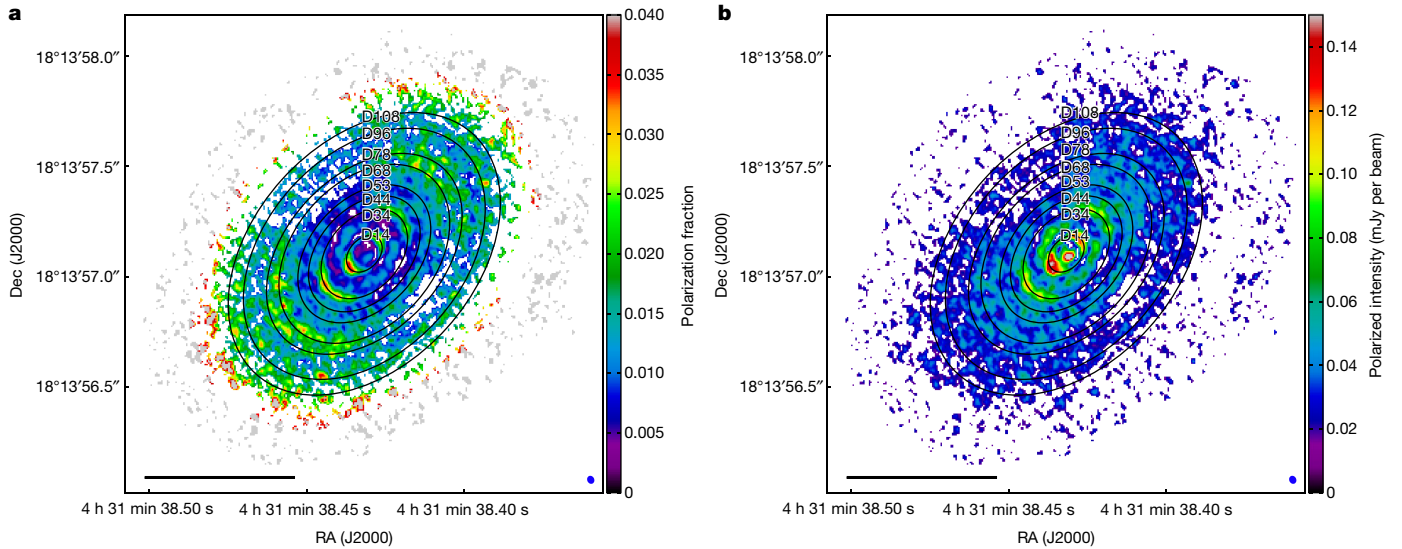 a
18°13′58.0″
18°13′57.5″
18°13′57.0″
18°13′56.5″
Dec (J2000)
D108
D96
D78
D68
D53
D44
D34
D14
4 h 31 min 38.50 s
4 h 31 min 38.45 s
4 h 31 min 38.40 s
RA (J2000)
0.040
0.035
0.030
0.025
0.020
0.015
0.010
0.005
0
Polarization fraction
b
18°13′58.0″
18°13′57.5″
18°13′57.0″
18°13′56.5″
Dec (J2000)
D108
D96
D78
D68
D53
D44
D34
D14
4 h 31 min 38.50 s
4 h 31 min 38.45 s
4 h 31 min 38.40 s
RA (J2000)
0.14
0.12
0.10
0.08
0.06
0.04
0.02
0
Polarized intensity (mJy per beam)